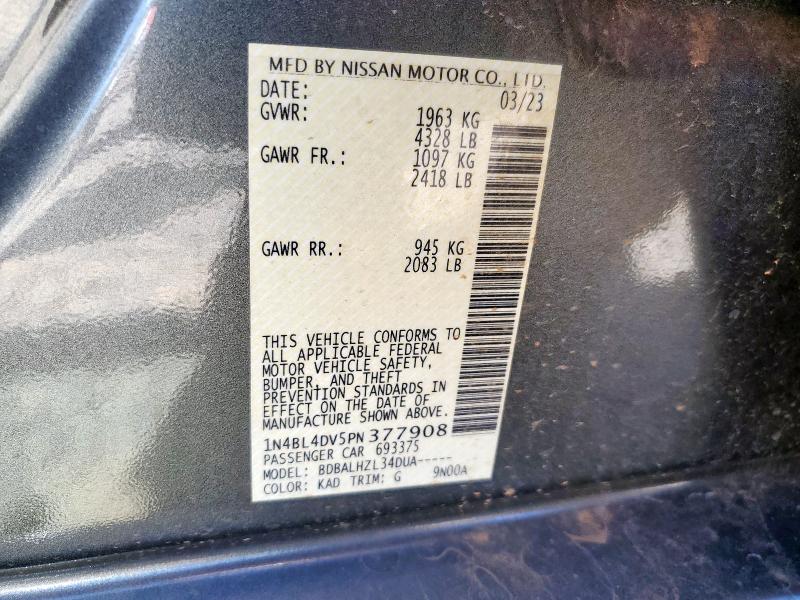 MFD BY NISSAN MOTOR CO., LTD.
DATE: 03/23
GVWR: 1963 KG
4328 LB
GAWR FR.: 1097 KG
2418 LB
GAWR RR.: 945 KG
2083 LB
THIS VEHICLE CONFORMS TO
ALL APPLICABLE FEDERAL
MOTOR VEHICLE SAFETY,
BUMPER, AND THEFT
PREVENTION STANDARDS IN
EFFECT ON THE DATE OF
MANUFACTURE SHOWN ABOVE.
1N4BL4DV5PN377908
PASSENGER CAR 693375
MODEL: BDBALHZL34DUA-----
COLOR: KAD TRIM: G 9N00A